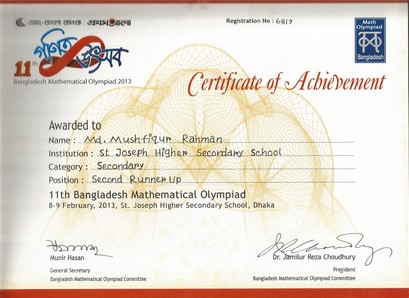 প্রথম আলো
Registration No : 6819
গণিত উৎসব
11th
Bangladesh Mathematical Olympiad 2013
Math
Olympiad
Bangladesh
Certificate of Achievement
Awarded to
Name : Md. Mushfiqur Rahman
Institution : St Joseph Higher Secondary School
Category : Secondary
Position : Second Runner Up
11th Bangladesh Mathematical Olympiad
8-9 February, 2013, St. Joseph Higher Secondary School, Dhaka
Munir Hasan
General Secretary
Bangladesh Mathematical Olympiad Committee
Dr. Jamilur Reza Choudhury
President
Bangladesh Mathematical Olympiad Committee